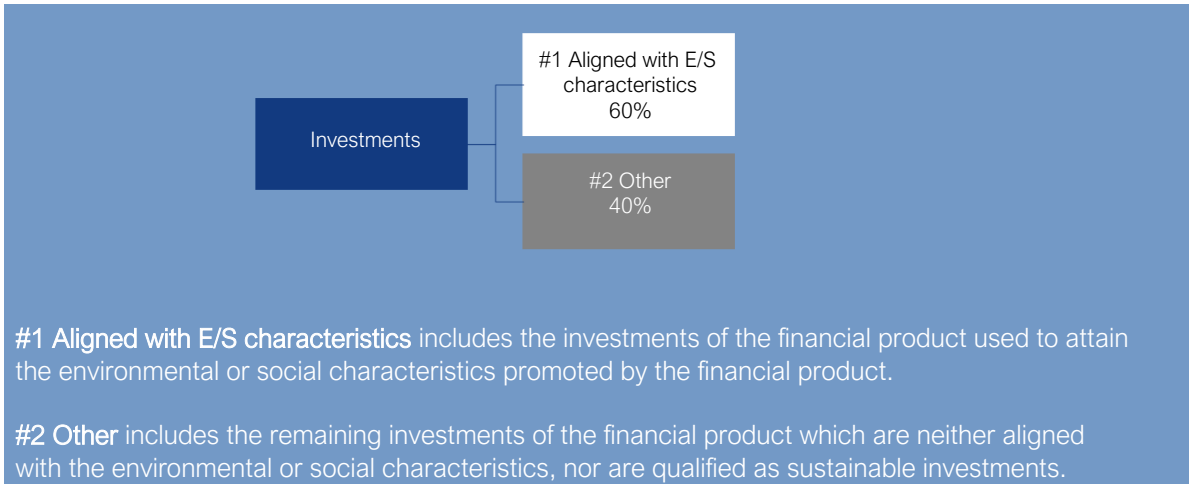 #1 Aligned with E/S
characteristics
60%
Investments
#2 Other
40%
#1 Aligned with E/S characteristics includes the investments of the financial product used to attain
the environmental or social characteristics promoted by the financial product.
#2 Other includes the remaining investments of the financial product which are neither aligned
with the environmental or social characteristics, nor are qualified as sustainable investments.